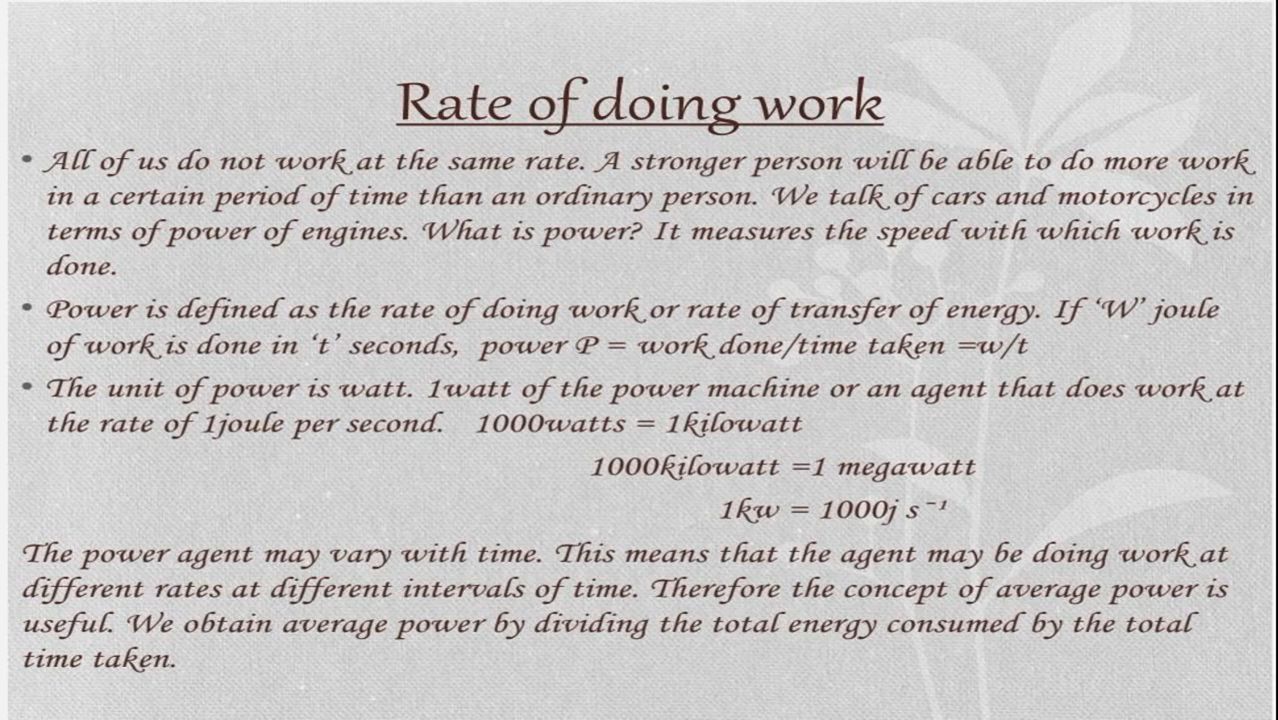 Rate of doing work
• All of us do not work at the same rate. A stronger person will be able to do more work
in a certain period of time than an ordinary person. We talk of cars and motorcycles in
terms of power of engines. What is power? It measures the speed with which work is
done.
• Power is defined as the rate of doing work or rate of transfer of energy. If ‘W’ joule
of work is done in ‘t’ seconds, power P = work done/time taken =w/t
• The unit of power is watt. 1watt of the power machine or an agent that does work at
the rate of 1joule per second. 1000watts = 1kilowatt
1000kilowatt =1 megawatt
1kw = 1000j s⁻¹
The power agent may vary with time. This means that the agent may be doing work at
different rates at different intervals of time. Therefore the concept of average power is
useful. We obtain average power by dividing the total energy consumed by the total
time taken.